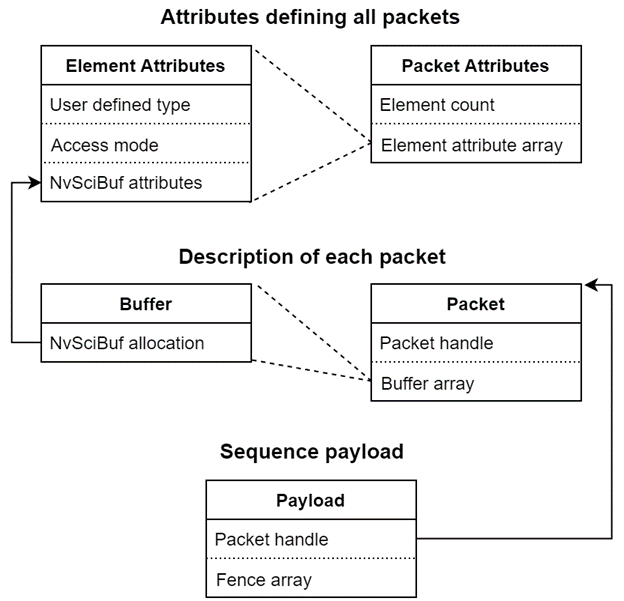 Attributes defining all packets
Element Attributes
User defined type
Access mode
NvSciBuf attributes
Packet Attributes
Element count
Element attribute array
Description of each packet
Buffer
NvSciBuf allocation
Packet
Packet handle
Buffer array
Sequence payload
Payload
Packet handle
Fence array